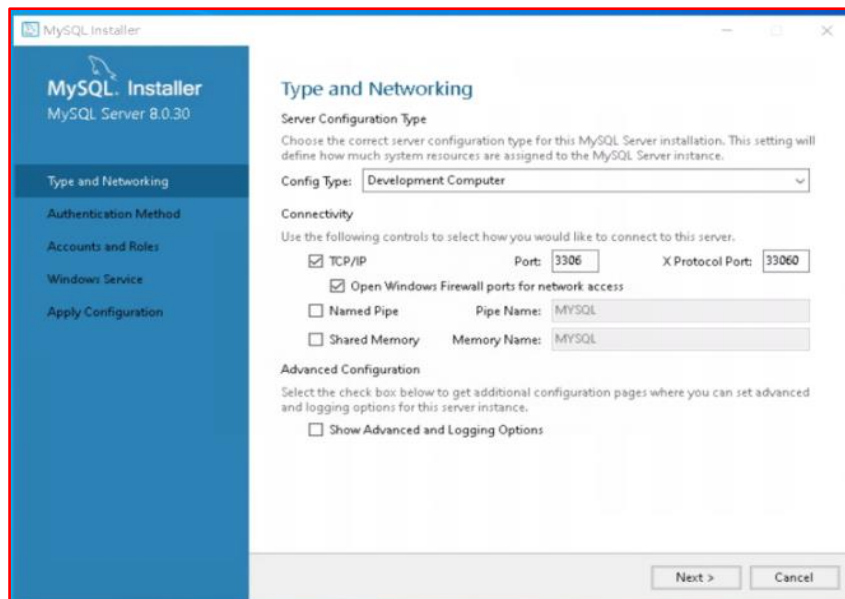 MySQL Installer
MySQL. Installer
MySQL Server 8.0.30
Type and Networking
Authentication Method
Accounts and Roles
Windows Service
Apply Configuration
Type and Networking
Server Configuration Type
Choose the correct server configuration type for this MySQL Server installation. This setting will
define how much system resources are assigned to the MySQL Server instance.
Config Type: Development Computer
Connectivity
Use the following controls to select how you would like to connect to this server.
TCP/IP Port: 3306 X Protocol Port: 33060
Open Windows Firewall ports for network access
Named Pipe Pipe Name: MYSQL
Shared Memory Memory Name: MYSQL
Advanced Configuration
Select the check box below to get additional configuration pages where you can set advanced
and logging options for this server instance.
Show Advanced and Logging Options
Next > Cancel